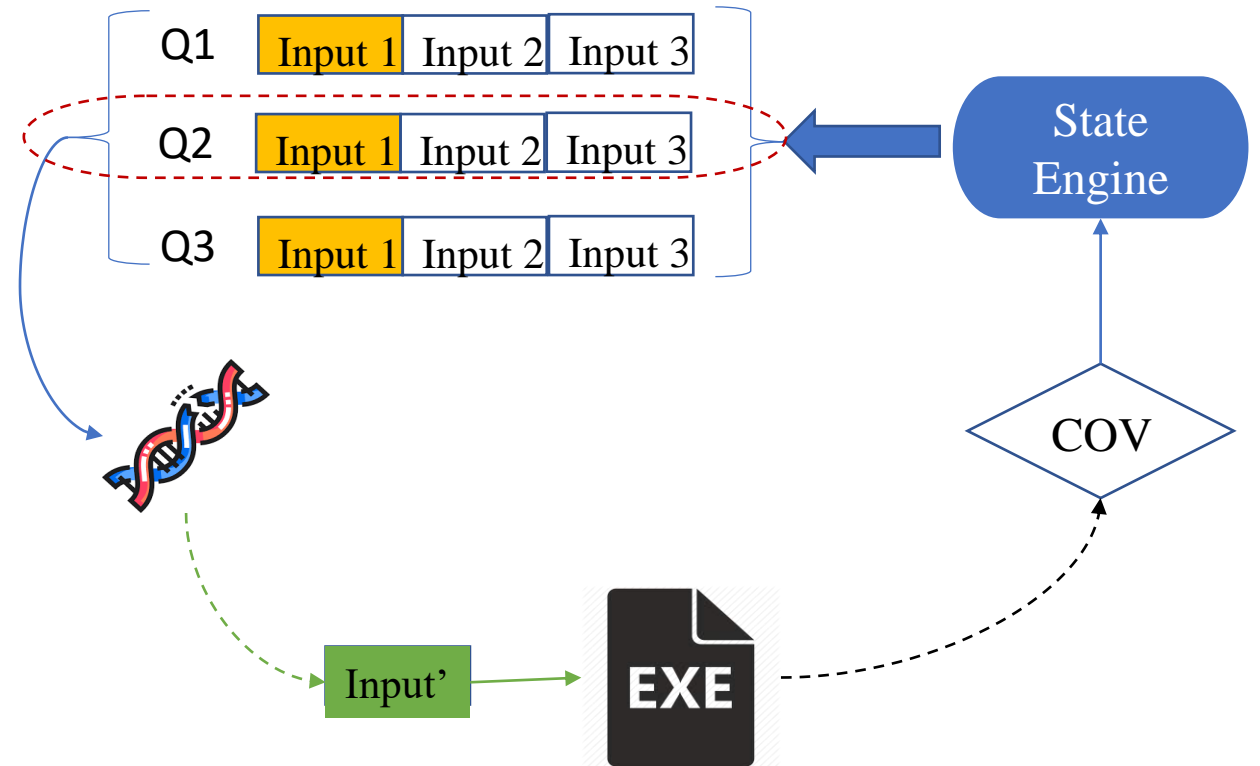 Q1 Input 1 Input 2 Input 3
Q2 Input 1 Input 2 Input 3
Q3 Input 1 Input 2 Input 3
State
Engine
COV
Input’
EXE